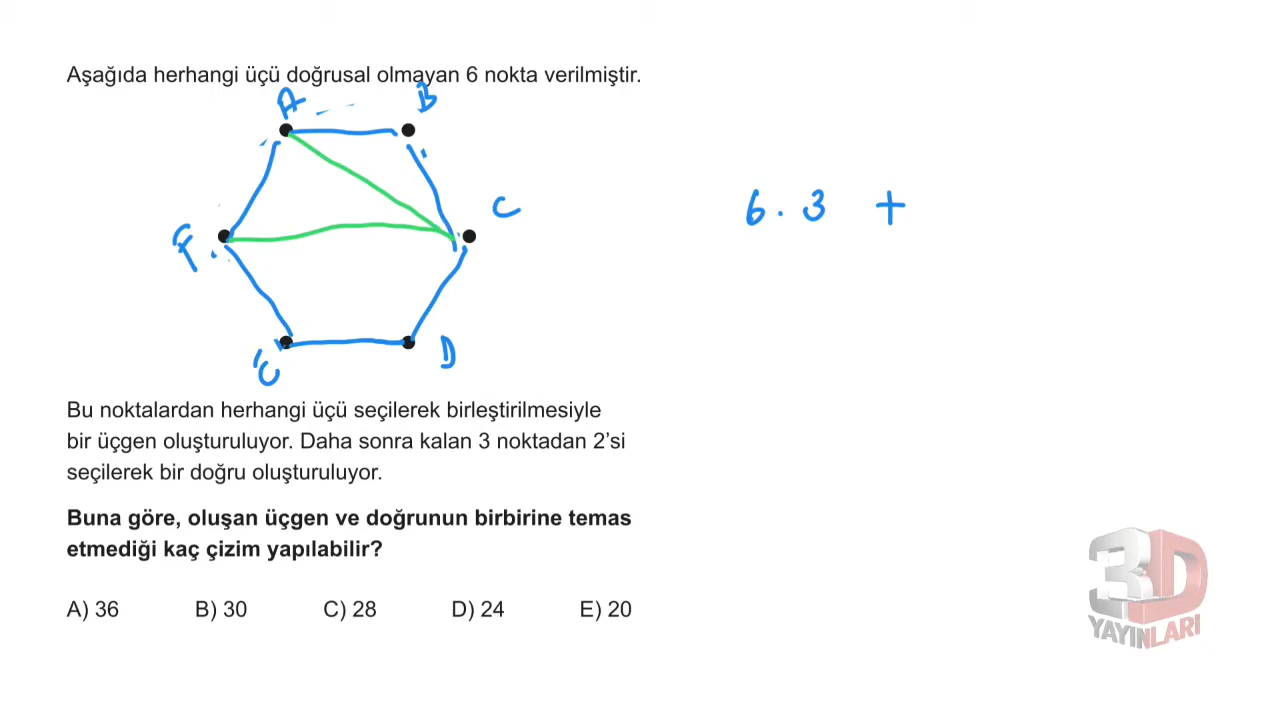 Aşağıda herhangi üçü doğrusal olmayan 6 nokta verilmiştir.
A B
6. 3 +
C
F
E D
Bu noktalardan herhangi üçü seçilerek birleştirilmesiyle
bir üçgen oluşturuluyor. Daha sonra kalan 3 noktadan 2’si
seçilerek bir doğru oluşturuluyor.
Buna göre, oluşan üçgen ve doğrunun birbirine temas
etmediği kaç çizim yapılabilir?
A) 36 B) 30 C) 28 D) 24 E) 20
3D
YAYINLARI